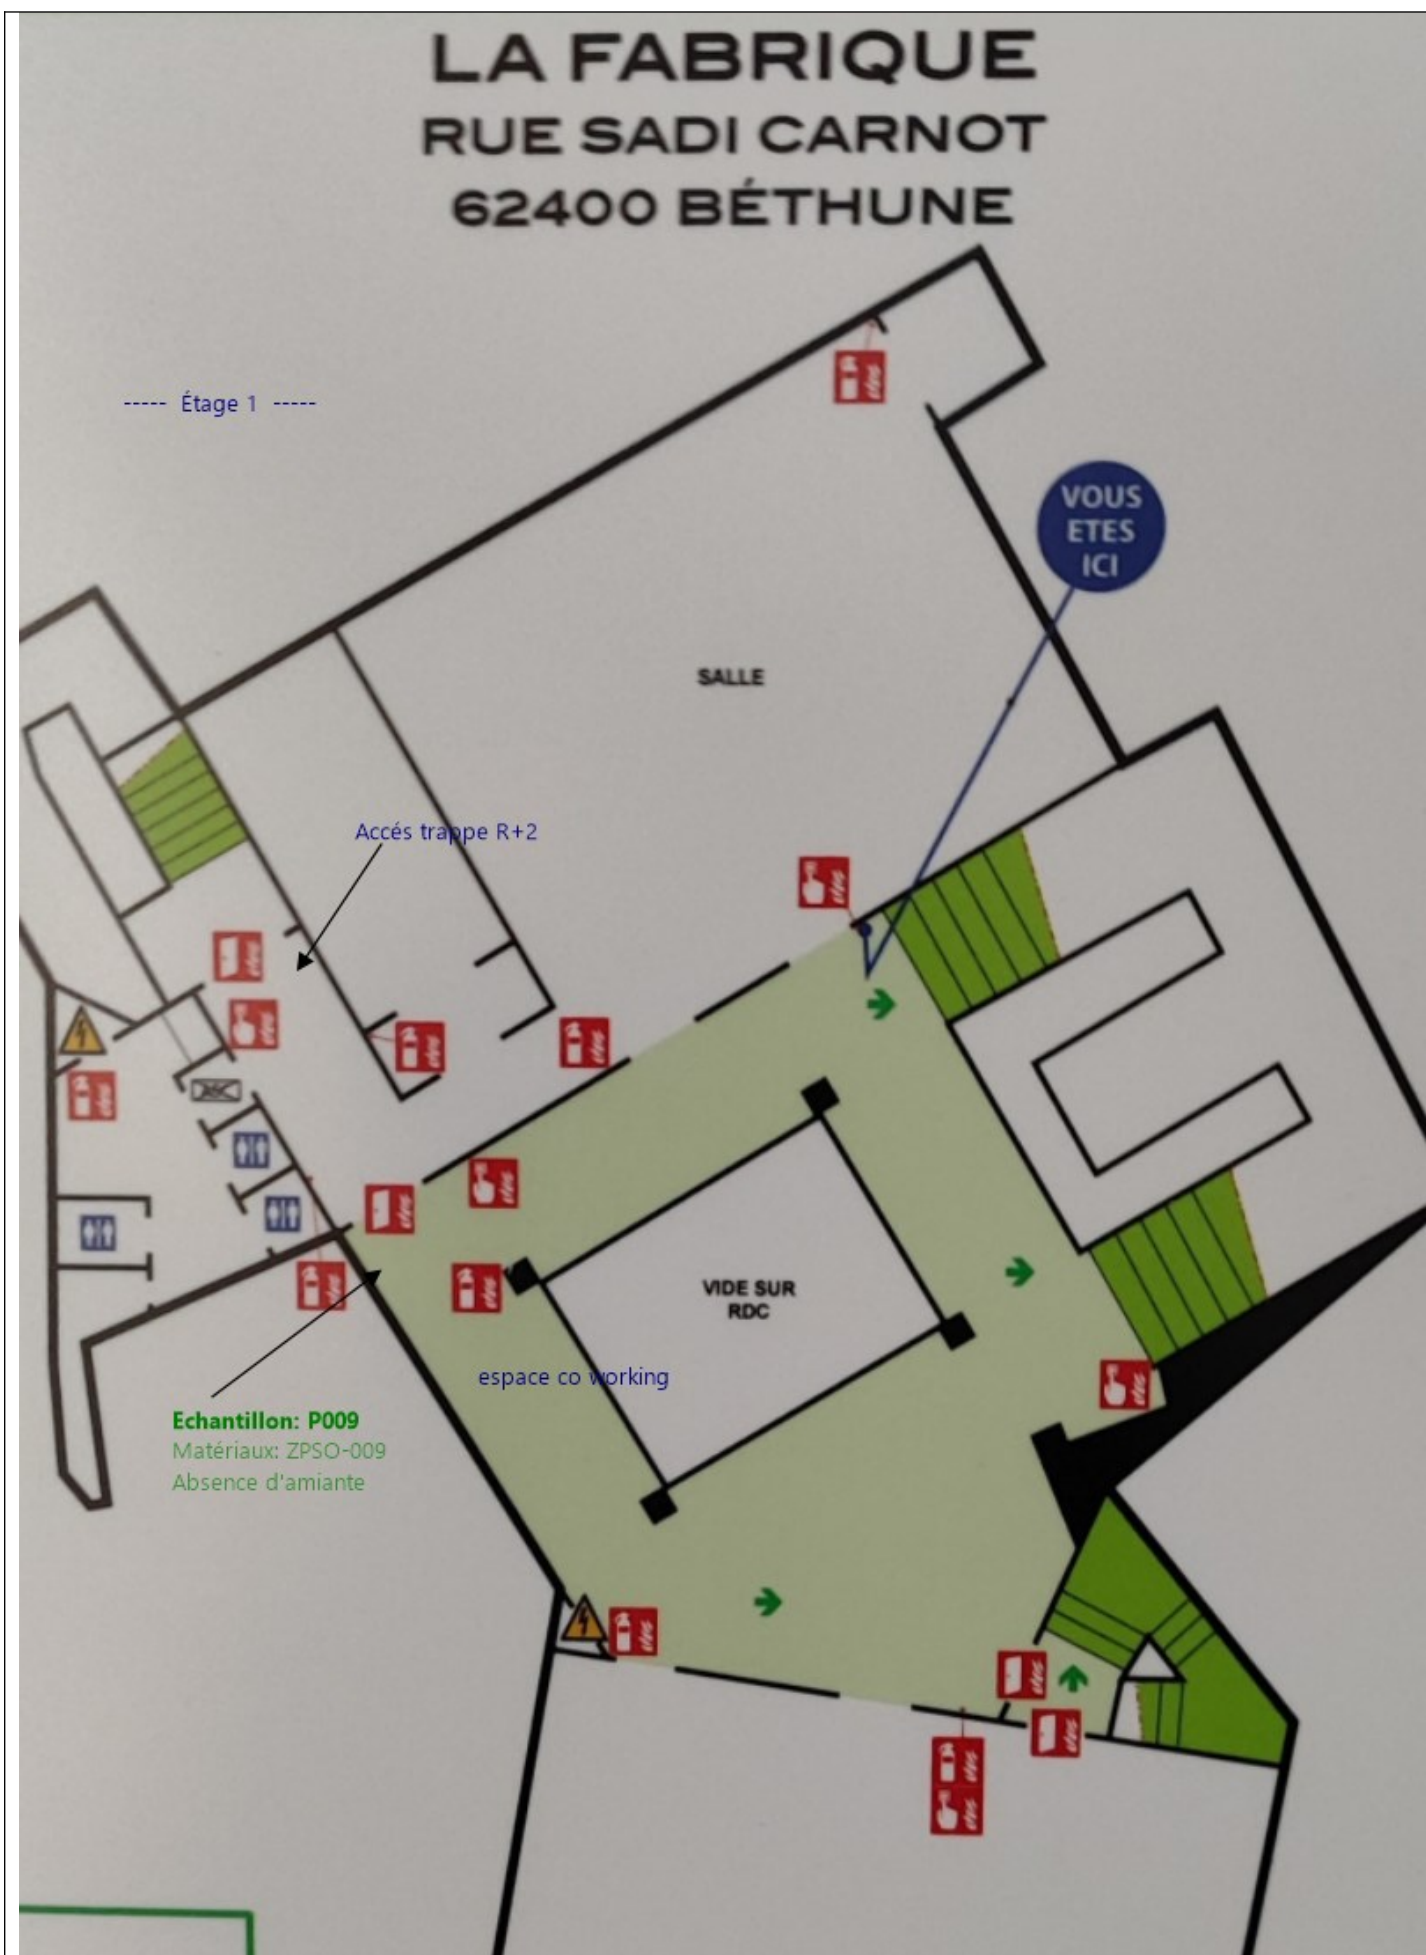 LA FABRIQUE
RUE SADI CARNOT
62400 BÉTHUNE
----- Étage 1 -----
VOUS
ETES
ICI
SALLE
Accés trappe R+2
VIDE SUR
RDC
espace co working
Echantillon: P009
Matériaux: ZPSO-009
Absence d'amiante